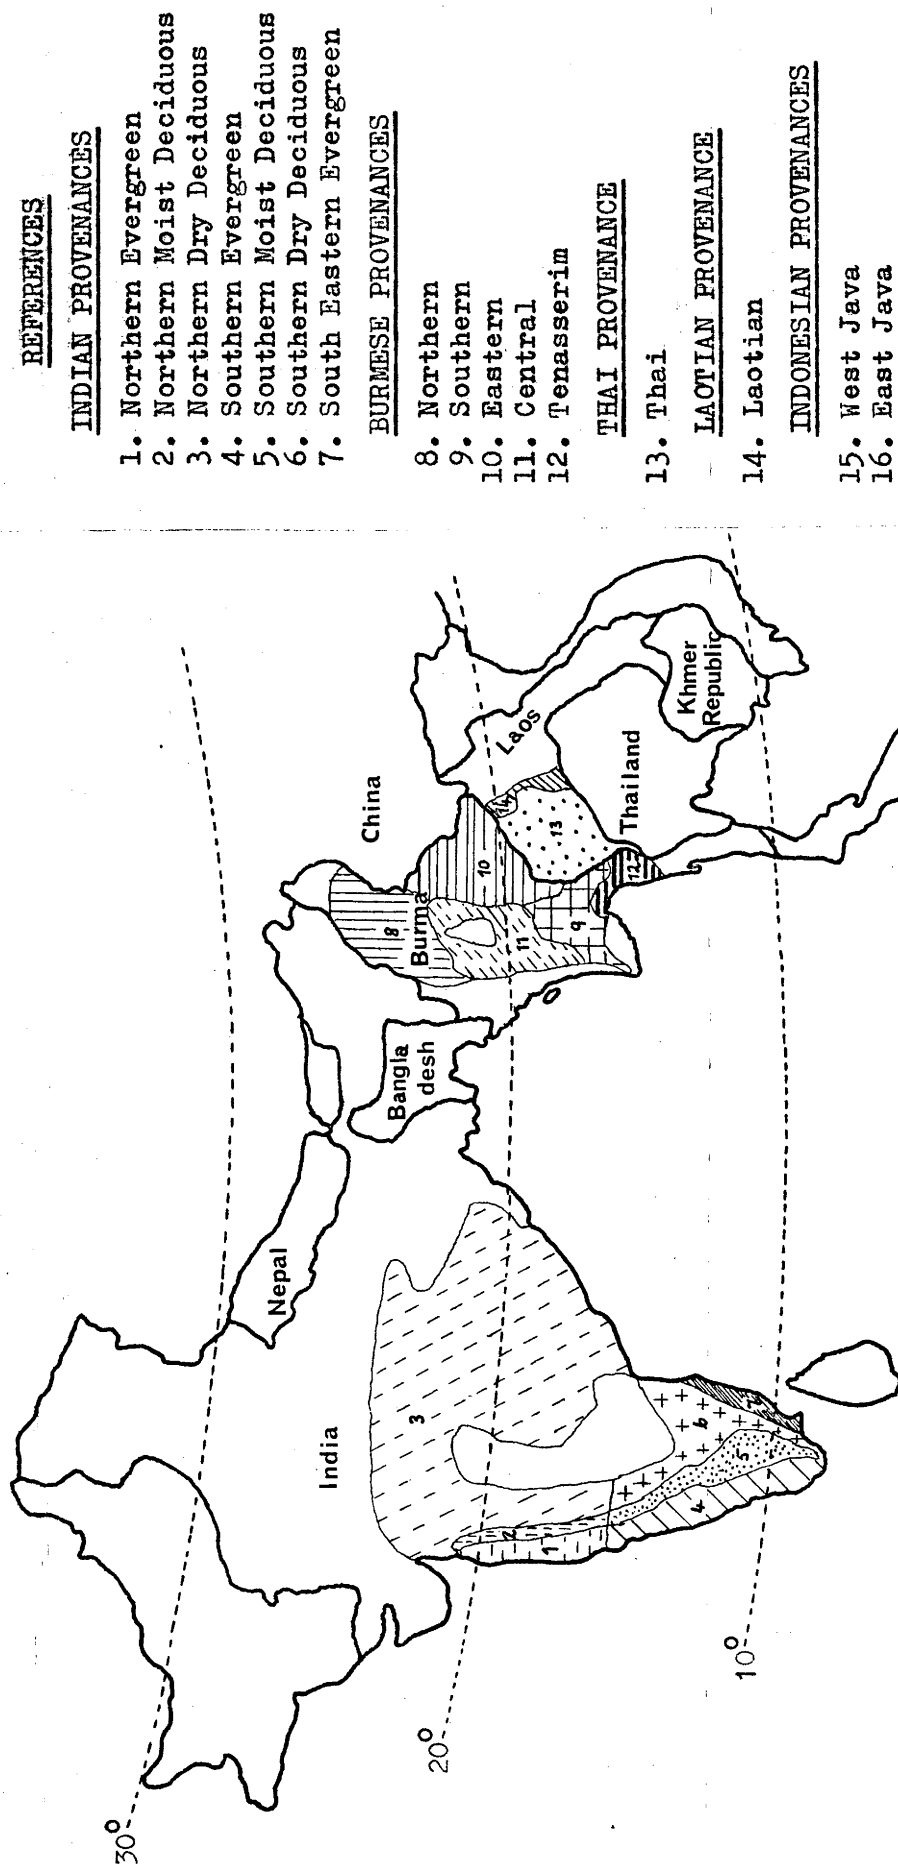 30°
20°
10°
India
Nepal
Bangla
desh
Burma
China
Laos
Thailand
Khmer
Republic
1
2
3
4
5
6
7
8
9
10
11
12
13
14
REFERENCES
INDIAN PROVENANCES
1. Northern Evergreen
2. Northern Moist Deciduous
3. Northern Dry Deciduous
4. Southern Evergreen
5. Southern Moist Deciduous
6. Southern Dry Deciduous
7. South Eastern Evergreen
BURMESE PROVENANCES
8. Northern
9. Southern
10. Eastern
11. Central
12. Tenasserim
THAI PROVENANCE
13. Thai
LAOTIAN PROVENANCE
14. Laotian
INDONESIAN PROVENANCES
15. West Java
16. East Java